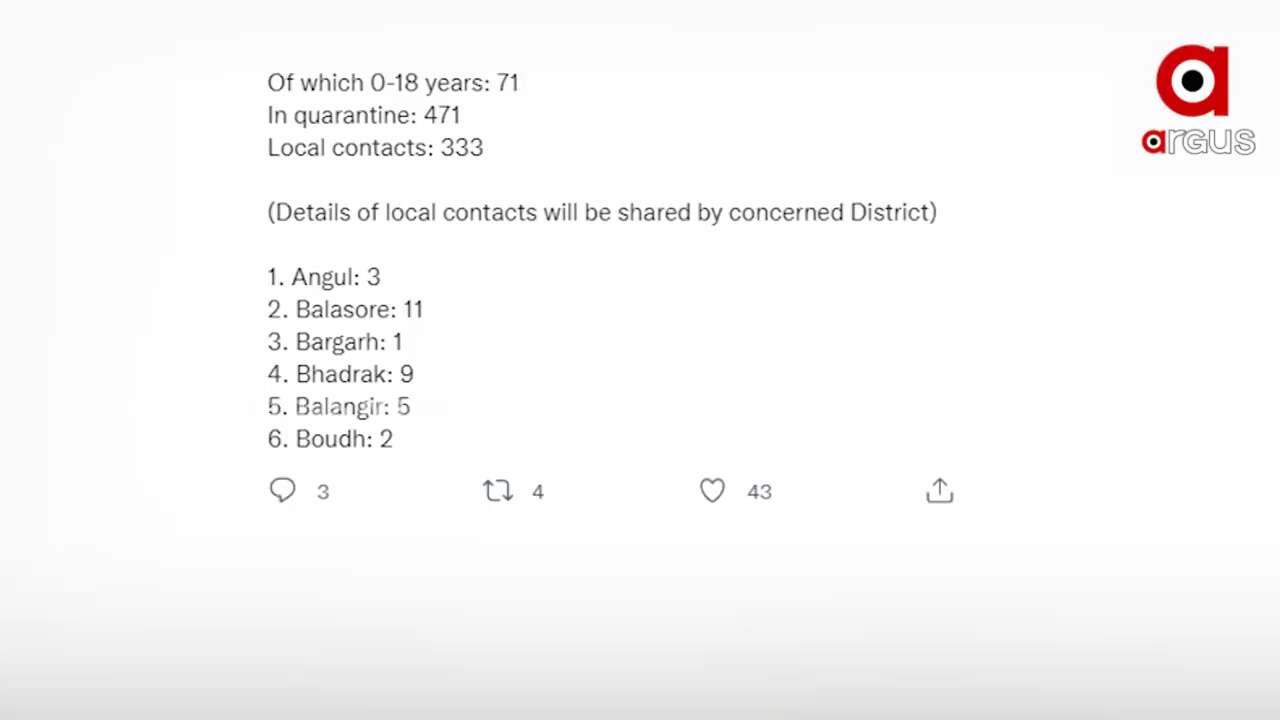 Of which 0-18 years: 71
In quarantine: 471
Local contacts: 333
(Details of local contacts will be shared by concerned District)
1. Angul: 3
2. Balasore: 11
3. Bargarh: 1
4. Bhadrak: 9
5. Balangir: 5
6. Boudh: 2
3 4 43
a
argus